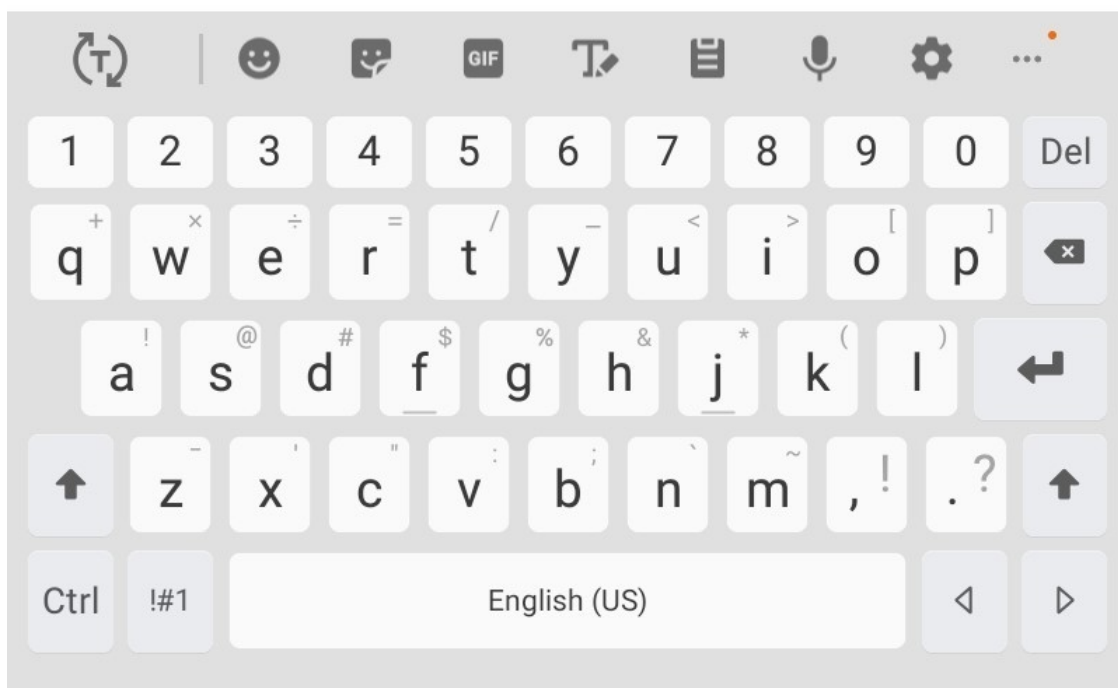 T GIF T
1 2 3 4 5 6 7 8 9 0 Del
q + w × e ÷ r = t / y _ u < i > o [ p ]
a ! s @ d # f $ g % h & j * k ( l )
z - x ' c " v : b ; n ` m ~ , ! . ?
Ctrl !#1 English (US)